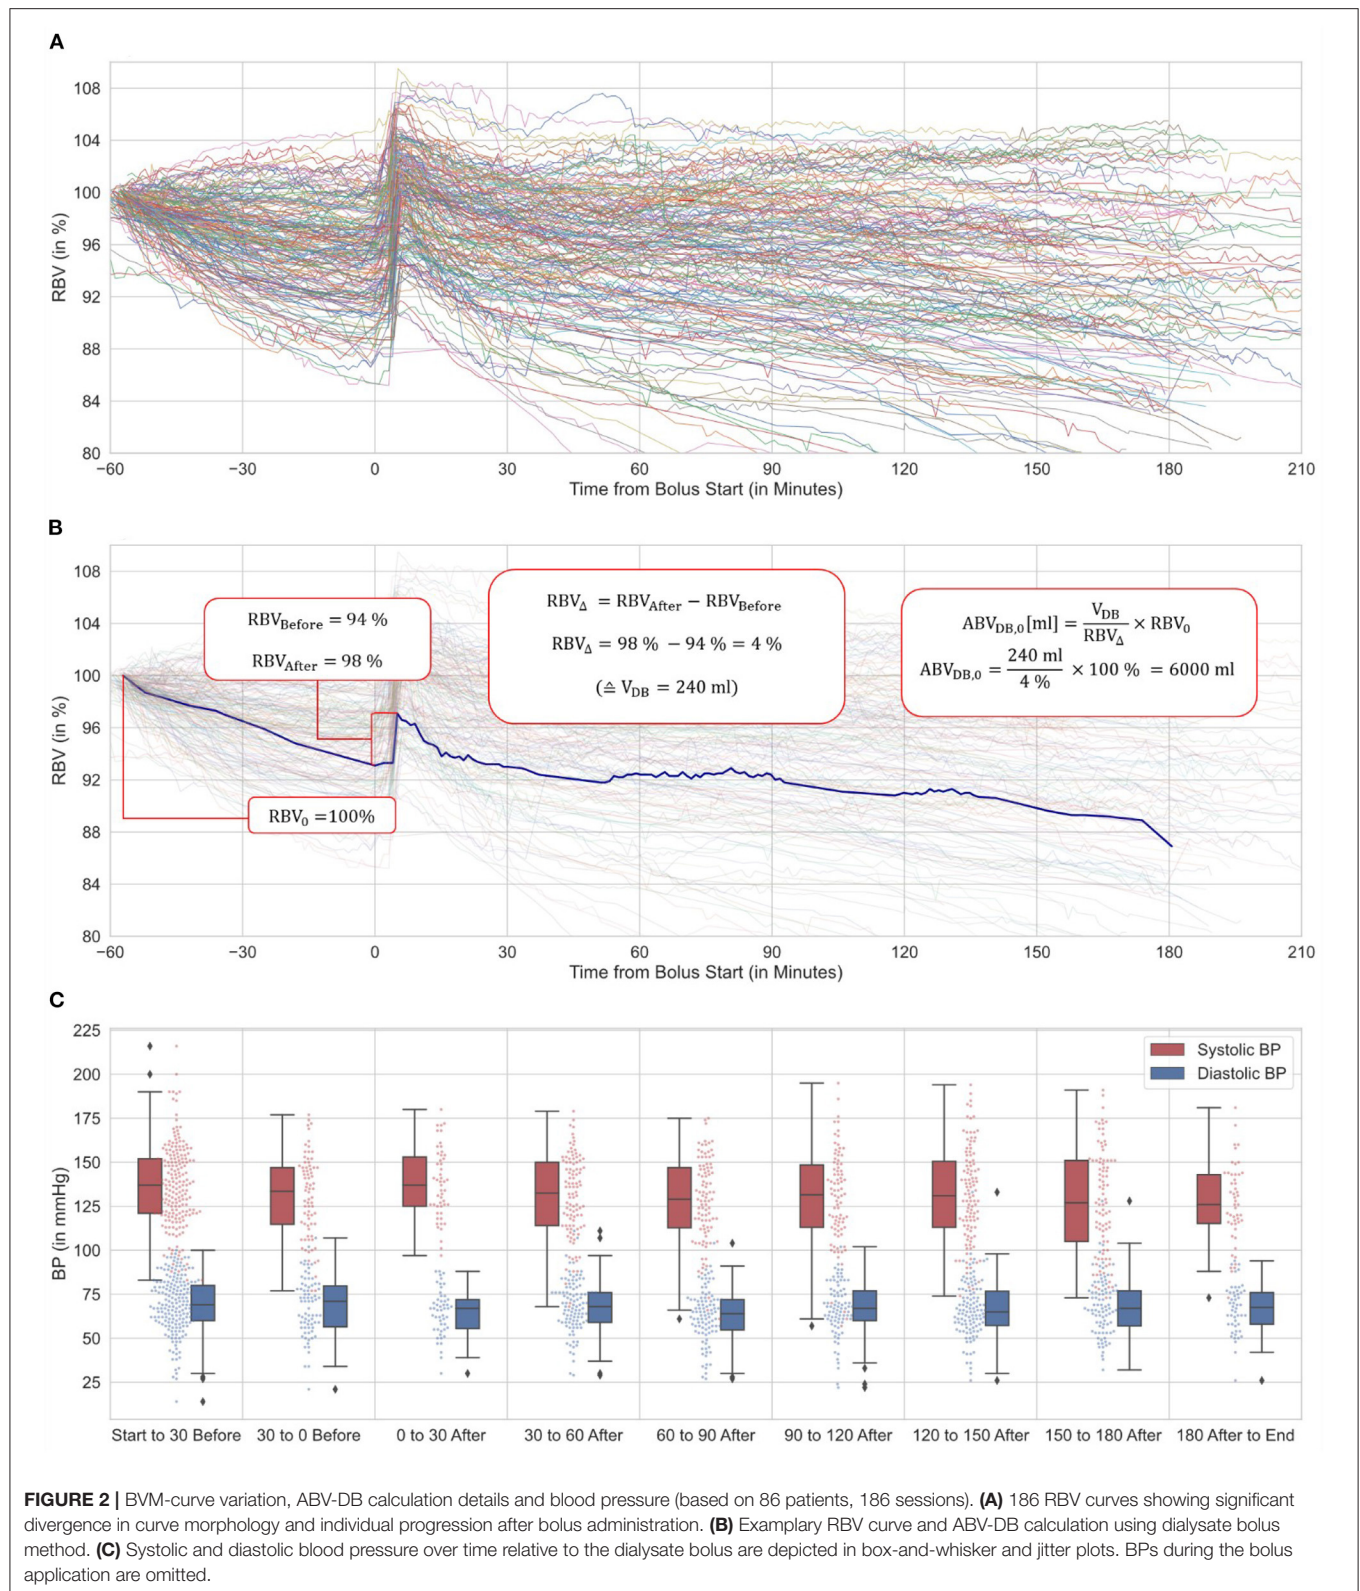 A
108
104
100
96
92
88
84
80
RBV (in %)
−60 −30 0 30 60 90 120 150 180 210
Time from Bolus Start (in Minutes)
B
108
104
100
96
92
88
84
80
RBV (in %)
RBV_Before = 94 %
RBV_After = 98 %
RBV_Δ = RBV_After − RBV_Before
RBV_Δ = 98 % − 94 % = 4 %
(≙ V_DB = 240 ml)
ABV_DB,0[ml] = V_DB / RBV_Δ × RBV_0
ABV_DB,0 = 240 ml / 4 % × 100 % = 6000 ml
RBV_0 =100%
−60 −30 0 30 60 90 120 150 180 210
Time from Bolus Start (in Minutes)
C
225
200
175
150
125
100
75
50
25
BP (in mmHg)
Systolic BP
Diastolic BP
Start to 30 Before 30 to 0 Before 0 to 30 After 30 to 60 After 60 to 90 After 90 to 120 After 120 to 150 After 150 to 180 After 180 After to End
FIGURE 2 | BVM-curve variation, ABV-DB calculation details and blood pressure (based on 86 patients, 186 sessions). (A) 186 RBV curves showing significant
divergence in curve morphology and individual progression after bolus administration. (B) Examplary RBV curve and ABV-DB calculation using dialysate bolus
method. (C) Systolic and diastolic blood pressure over time relative to the dialysate bolus are depicted in box-and-whisker and jitter plots. BPs during the bolus
application are omitted.